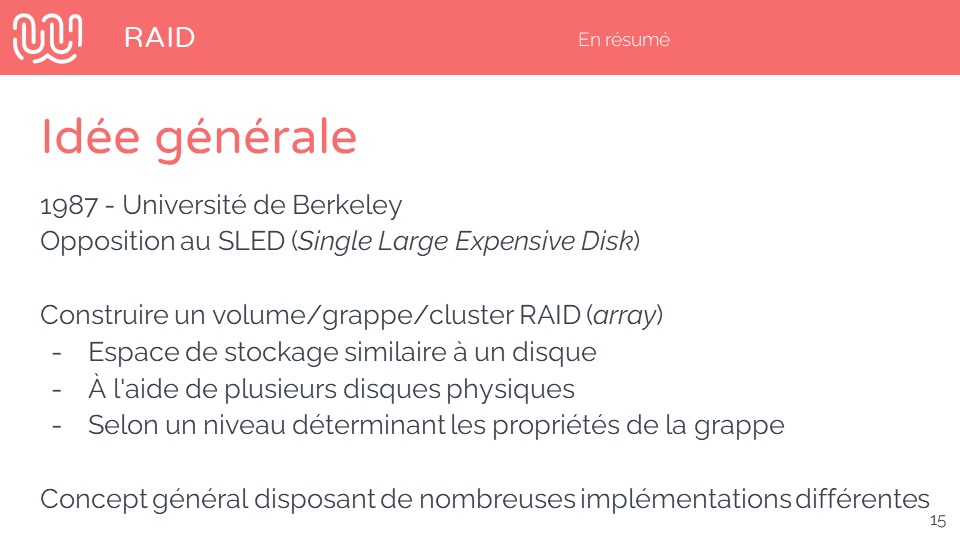 RAID
En résumé
Idée générale
1987 - Université de Berkeley
Opposition au SLED (Single Large Expensive Disk)
Construire un volume/grappe/cluster RAID (array)
- Espace de stockage similaire à un disque
- À l'aide de plusieurs disques physiques
- Selon un niveau déterminant les propriétés de la grappe
Concept général disposant de nombreuses implémentations différentes
15